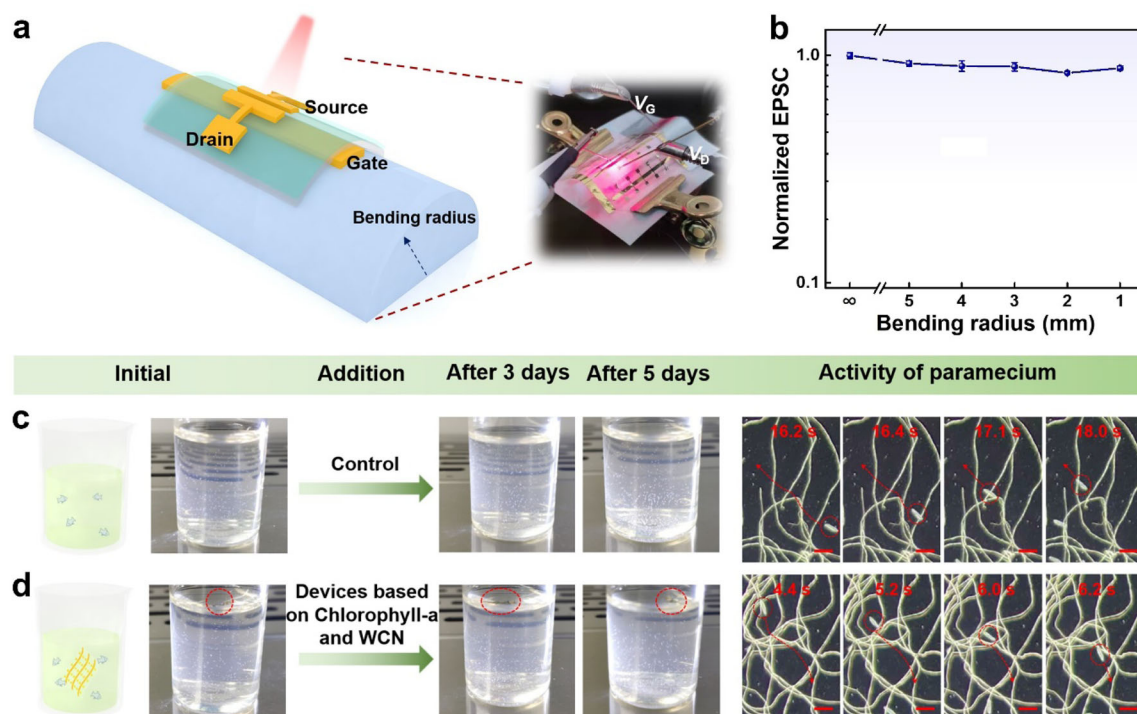 a
Source
Drain
Gate
Bending radius
V_G
V_D
b
Normalized EPSC
1.0
0.1
∞
5
4
3
2
1
Bending radius (mm)
Initial
Addition
After 3 days
After 5 days
Activity of paramecium
c
Control
16.2 s
16.4 s
17.1 s
18.0 s
d
Devices based
on Chlorophyll-a
and WCN
4.4 s
5.2 s
6.0 s
6.2 s